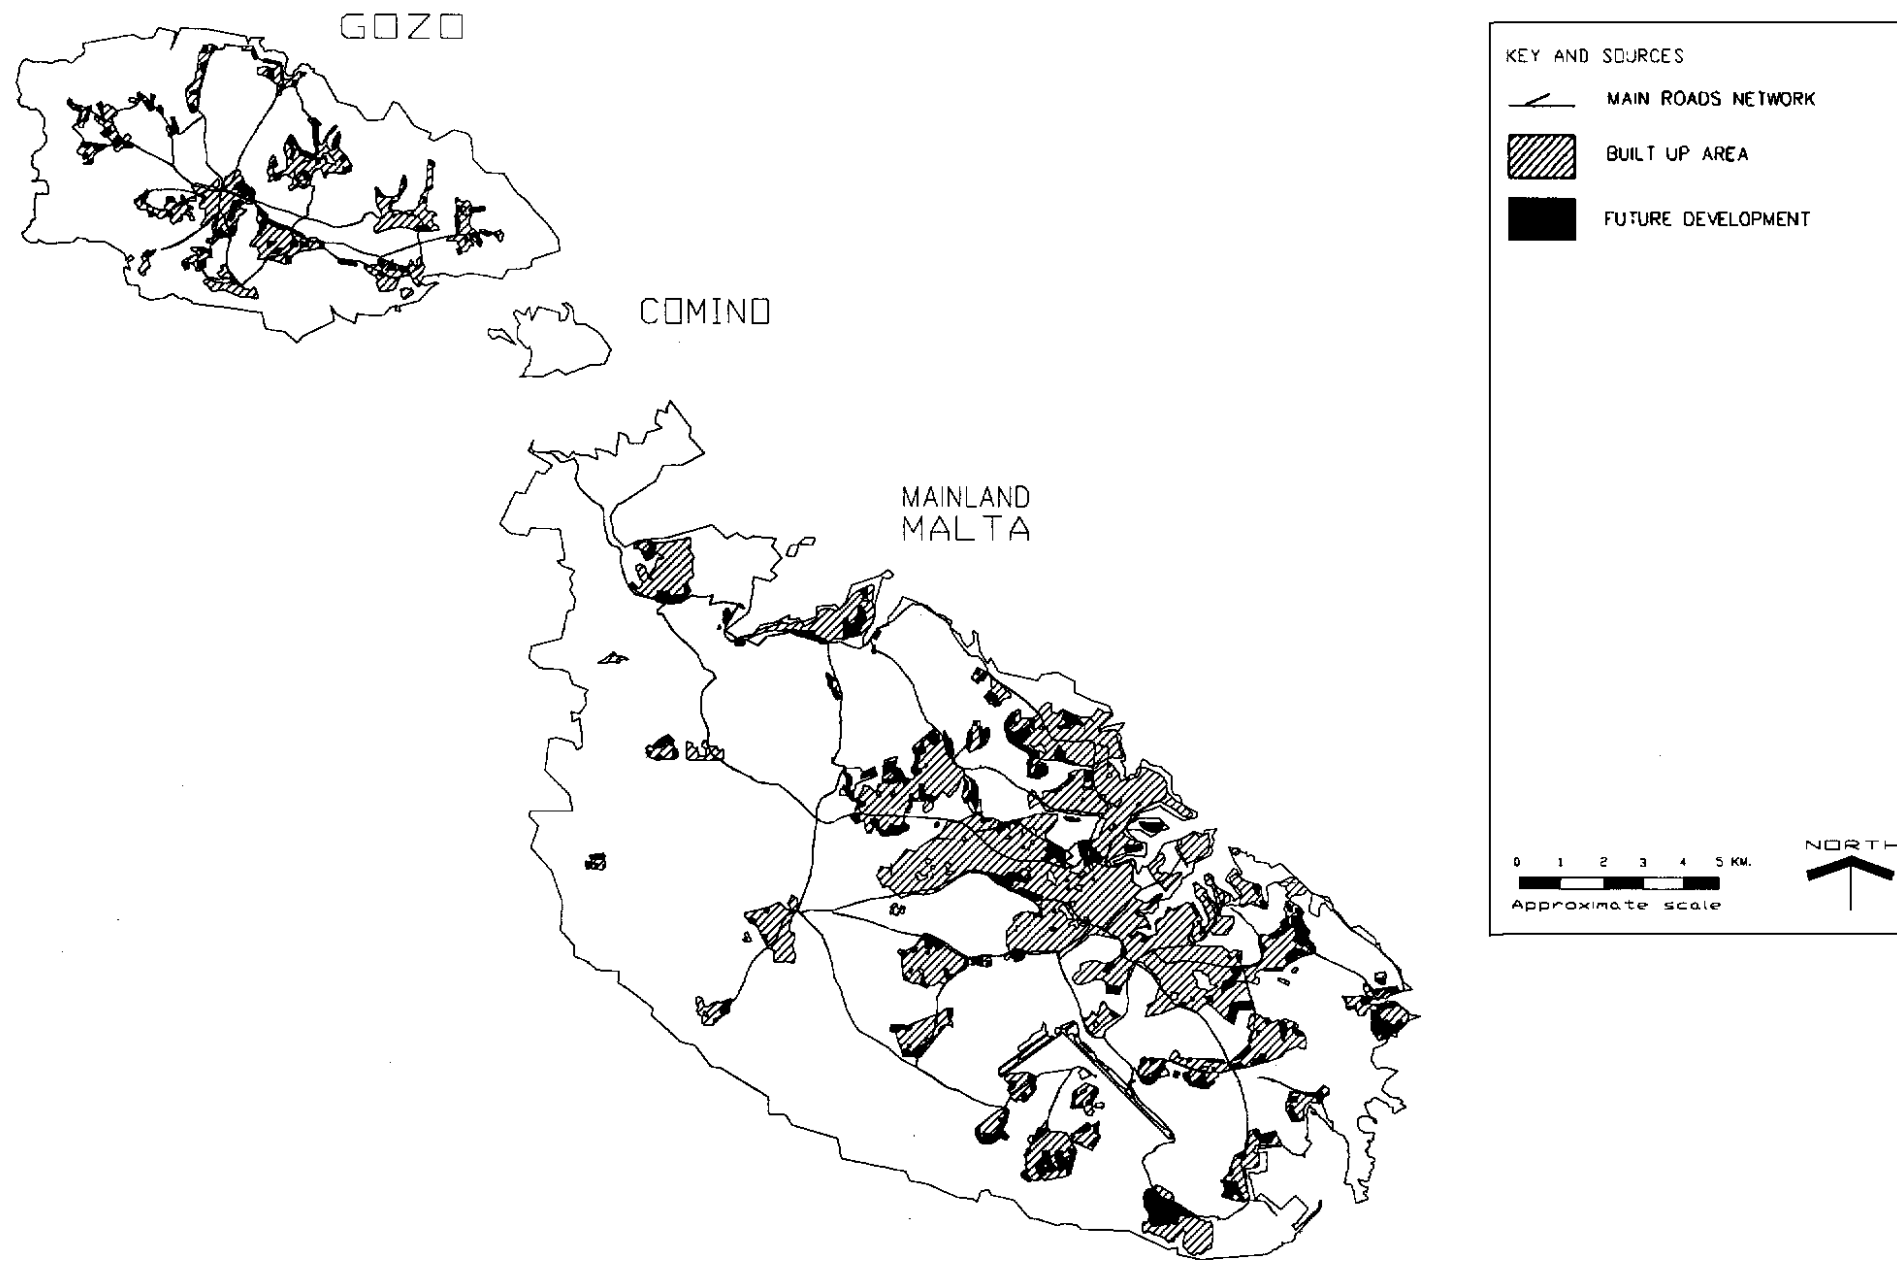 GOZO
COMINO
MAINLAND
MALTA
KEY AND SOURCES
MAIN ROADS NETWORK
BUILT UP AREA
FUTURE DEVELOPMENT
0 1 2 3 4 5 KM.
Approximate scale
NORTH